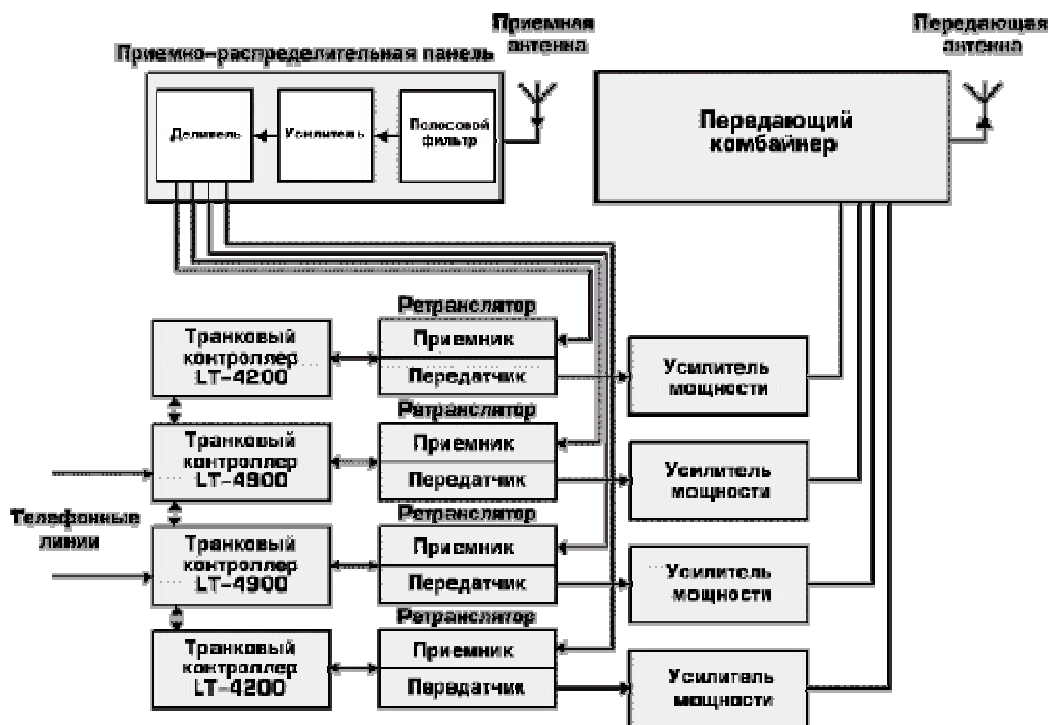 Приемная
антенна
Передающая
антенна
Приемно-распределительная панель
Делитель
Усилитель
Полосовой
фильтр
Передающий
комбайнер
Ретранслятор
Транковый
контроллер
LT-4200
Приемник
Передатчик
Усилитель
мощности
Ретранслятор
Транковый
контроллер
LT-4900
Приемник
Передатчик
Усилитель
мощности
Телефонные
линии
Ретранслятор
Транковый
контроллер
LT-4900
Приемник
Передатчик
Усилитель
мощности
Ретранслятор
Транковый
контроллер
LT-4200
Приемник
Передатчик
Усилитель
мощности